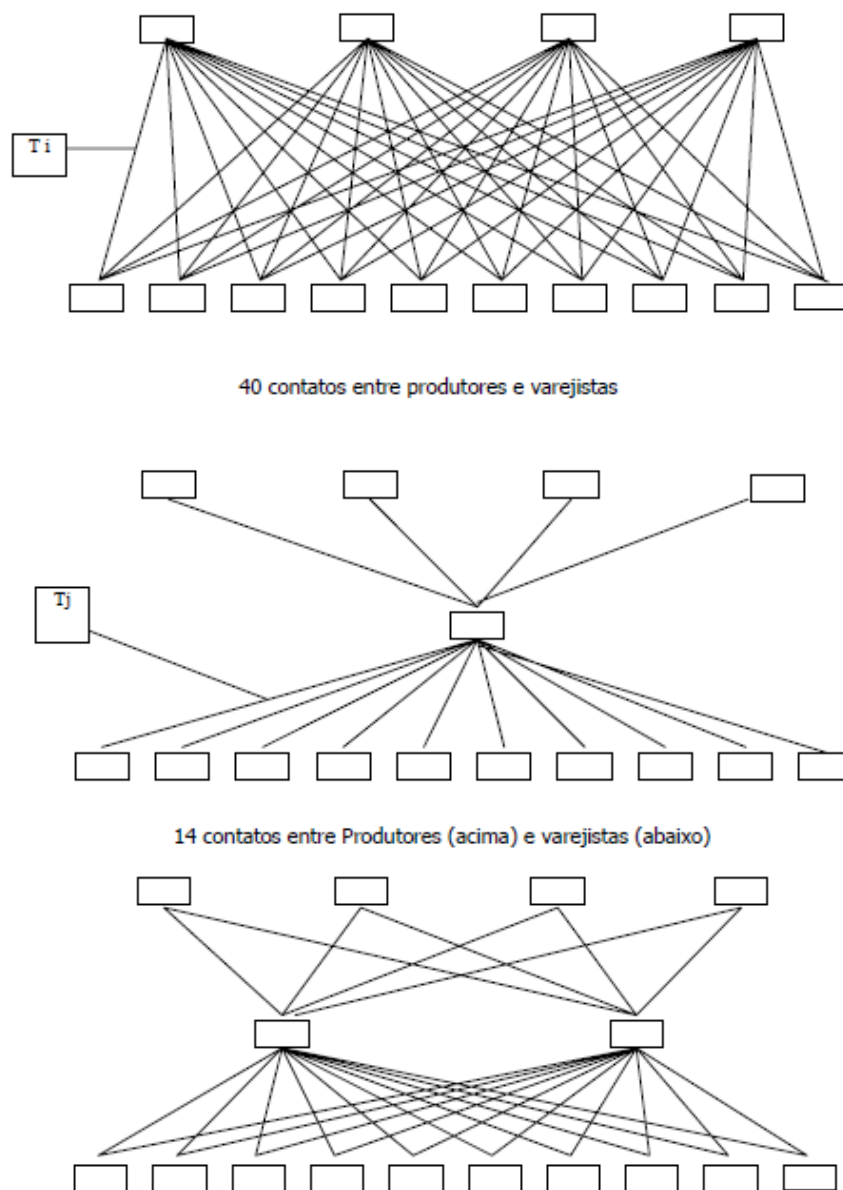 T i
40 contatos entre produtores e varejistas
Tj
14 contatos entre Produtores (acima) e varejistas (abaixo)